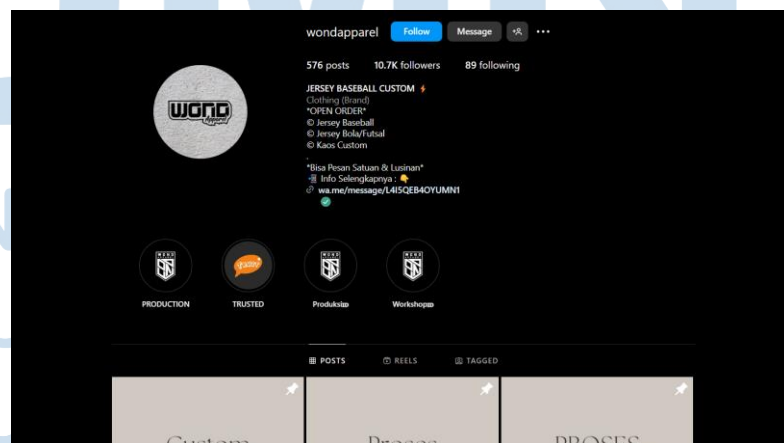 wondapparel Follow Message
576 posts 10.7K followers 89 following
JERSEY BASEBALL CUSTOM
Clothing (Brand)
*OPEN ORDER*
© Jersey Baseball
© Jersey Bola/Futsal
© Kaos Custom
.
*Bisa Pesan Satuan & Lusinan*
Info Selengkapnya :
wa.me/message/L4I5QEB4OYUMN1
WOND
Apparel
PRODUCTION TRUSTED Produksi Workshop
POSTS REELS TAGGED
Custom Proses PROSES